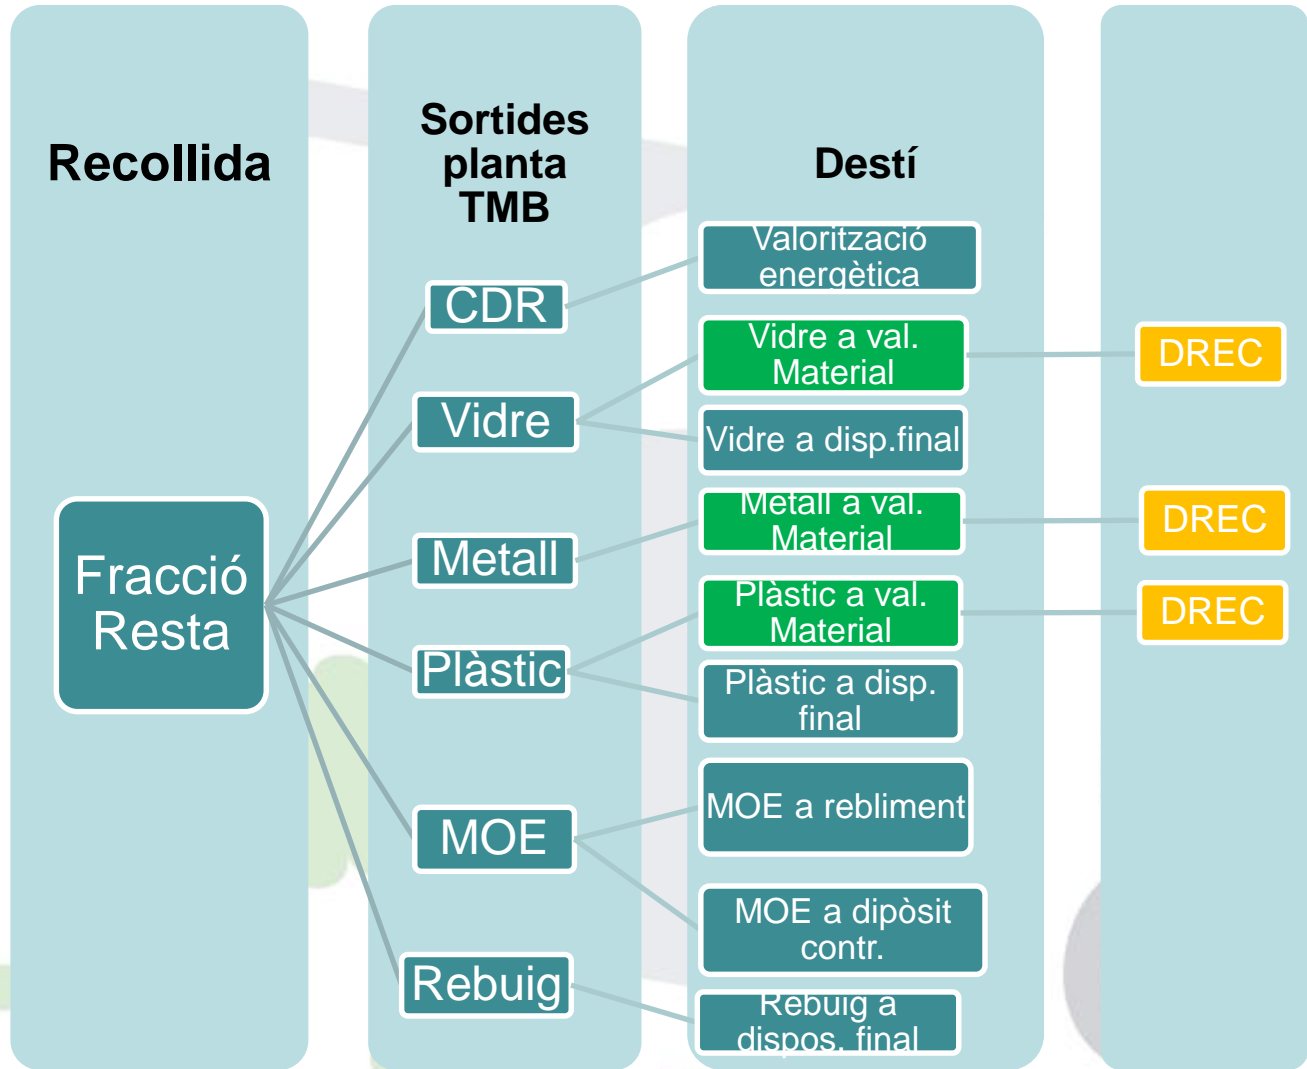 Recollida
Sortides
planta
TMB
Destí
Fracció
Resta
CDR
Vidre
Metall
Plàstic
MOE
Rebuig
Valorització
energètica
Vidre a val.
Material
Vidre a disp.final
Metall a val.
Material
Plàstic a val.
Material
Plàstic a disp.
final
MOE a rebliment
MOE a dipòsit
contr.
Rebuig a
dispos. final
DREC
DREC
DREC